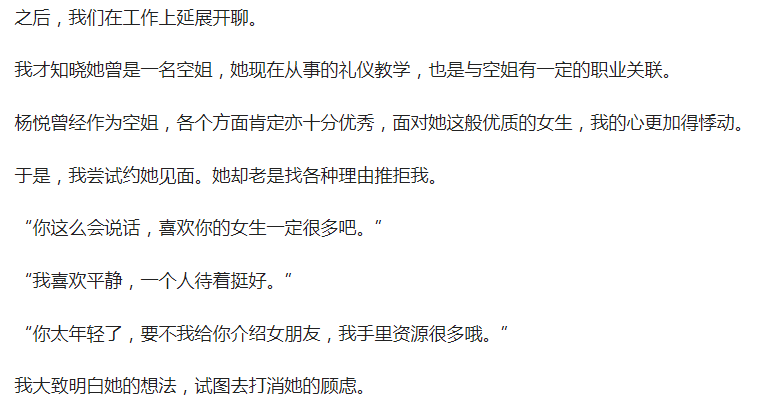 之后，我们在工作上延展开聊。
我才知晓她曾是一名空姐，她现在从事的礼仪教学，也是与空姐有一定的职业关联。
杨悦曾经作为空姐，各个方面肯定亦十分优秀，面对她这般优质的女生，我的心更加得悸动。
于是，我尝试约她见面。她却老是找各种理由推拒我。
“你这么会说话，喜欢你的女生一定很多吧。”
“我喜欢平静，一个人待着挺好。”
“你太年轻了，要不我给你介绍女朋友，我手里资源很多哦。”
我大致明白她的想法，试图去打消她的顾虑。